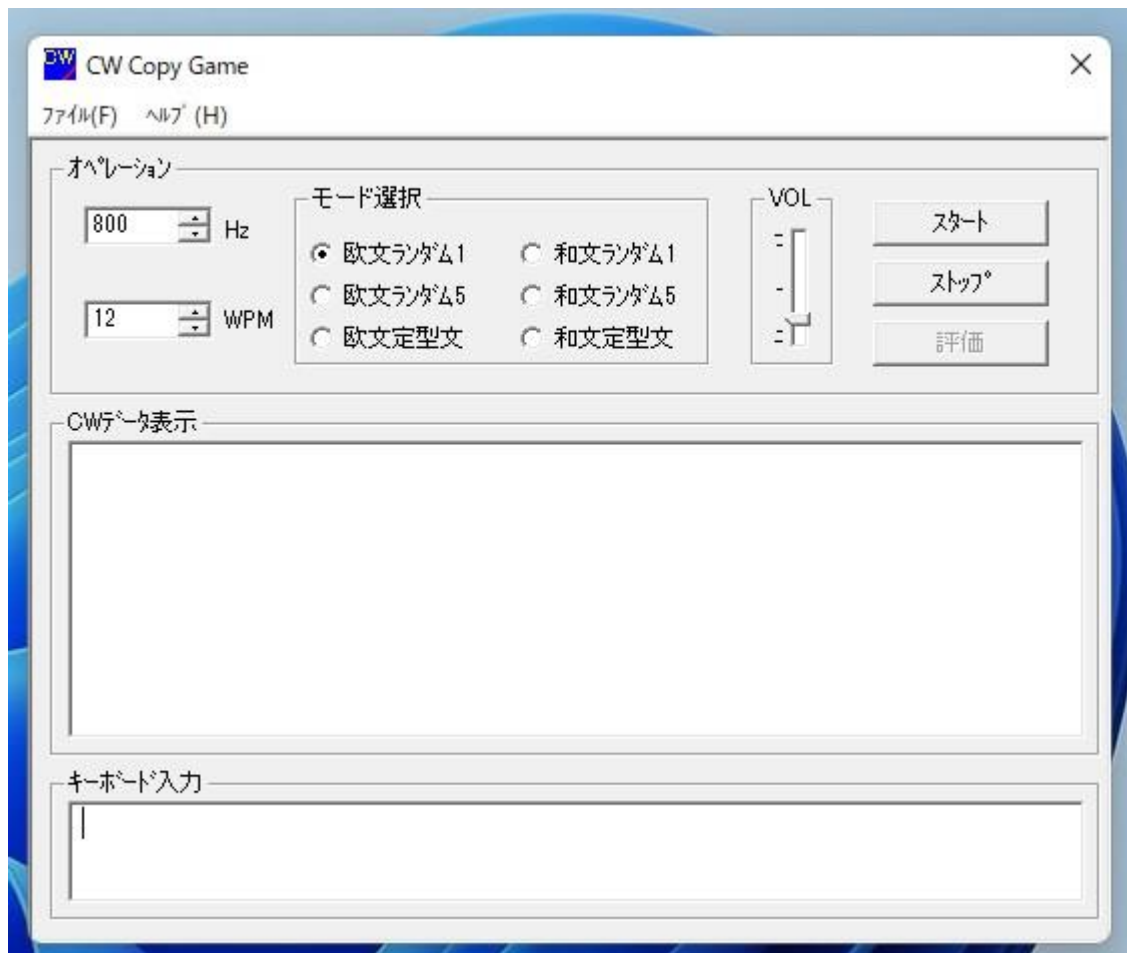 CW
CW Copy Game
ﾌｧｲﾙ(F) ﾍﾙﾌﾟ(H)
ｵﾍﾟﾚｰｼｮﾝ
800 Hz
12 WPM
モード選択
欧文ﾗﾝﾀﾞﾑ1 和文ﾗﾝﾀﾞﾑ1
欧文ﾗﾝﾀﾞﾑ5 和文ﾗﾝﾀﾞﾑ5
欧文定型文 和文定型文
VOL
ｽﾀｰﾄ
ｽﾄｯﾌﾟ
評価
CWﾃﾞｰﾀ表示
ｷｰﾎﾞｰﾄﾞ入力